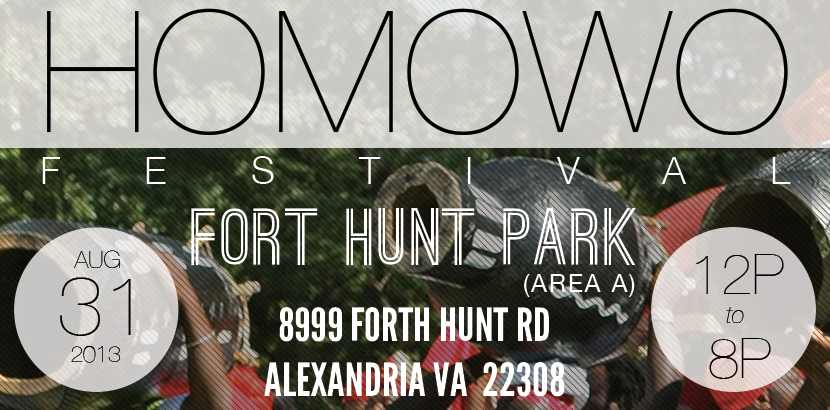 HOMOWO
FESTIVAL
FORT HUNT PARK
(AREA A)
AUG
31
2013
12P
to
8P
8999 FORTH HUNT RD
ALEXANDRIA VA 22308